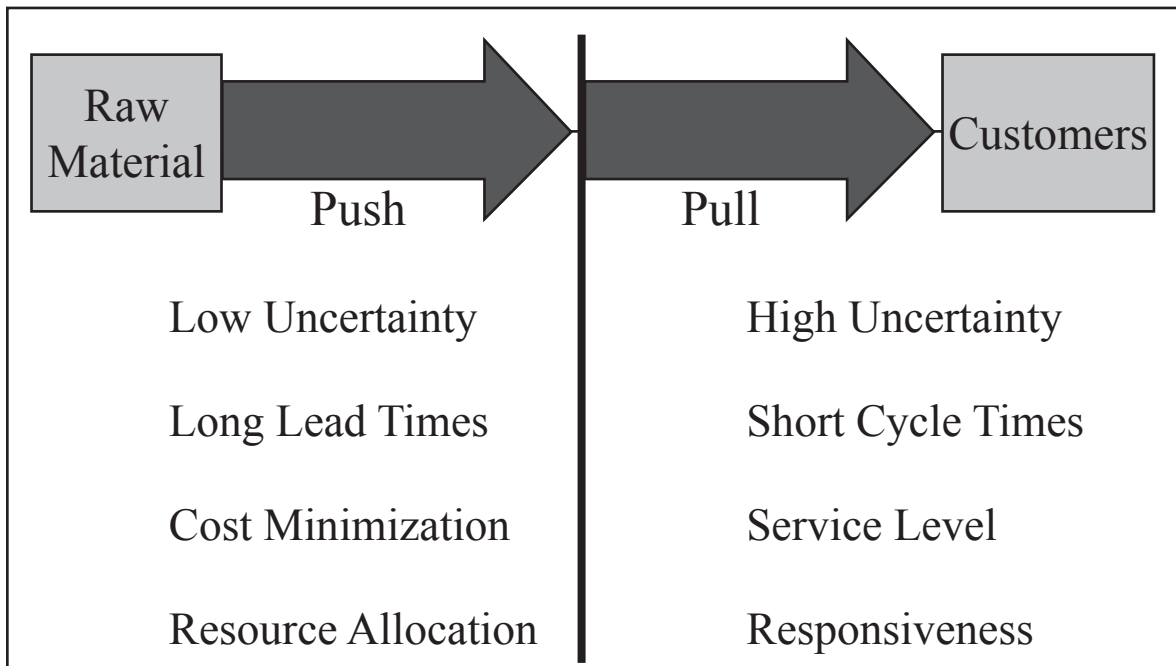 Raw
Material
Customers
Push
Pull
Low Uncertainty
High Uncertainty
Long Lead Times
Short Cycle Times
Cost Minimization
Service Level
Resource Allocation
Responsiveness